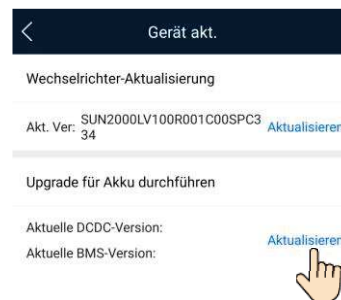 Gerät akt.
Wechselrichter-Aktualisierung
Akt. Ver: SUN2000LV100R001C00SPC3
34
Aktualisieren
Upgrade für Akku durchführen
Aktuelle DCDC-Version:
Aktualisieren
Aktuelle BMS-Version: